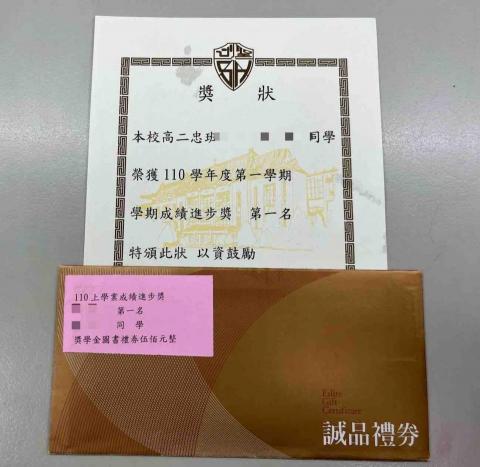 獎狀
本校高二忠班 同學
榮獲110學年度第一學期
學期成績進步獎 第一名
特頒此狀 以資鼓勵
110上學業成績進步獎
第一名
同學
獎學金圖書禮券伍佰元整
Eslite
Gift
Certificate
誠品禮券